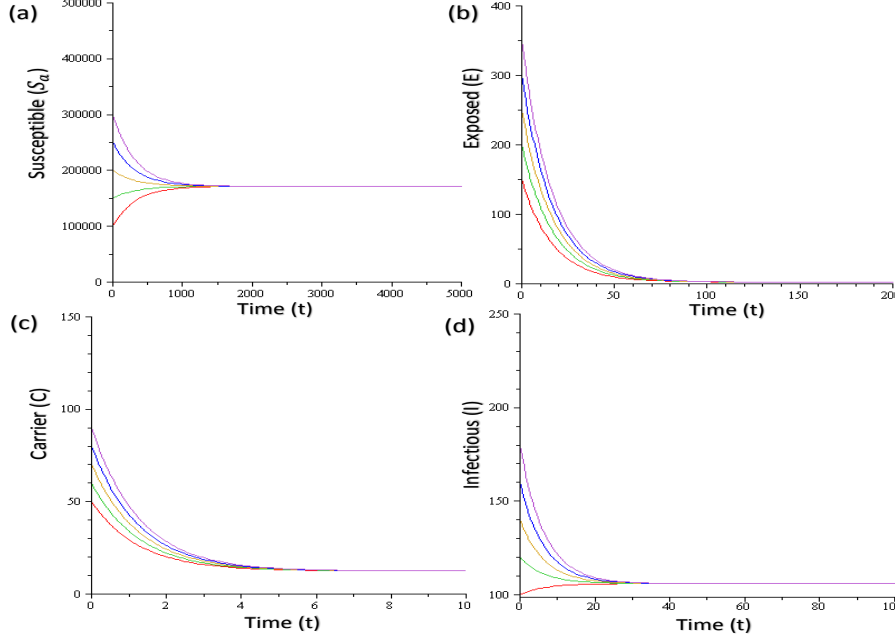 (a)
500000
400000
300000
200000
100000
0
Susceptible (Sₐ)
0 1000 2000 3000 4000 5000
Time (t)
(b)
400
300
200
100
0
Exposed (E)
0 50 100 150 200
Time (t)
(c)
150
100
50
0
Carrier (C)
0 2 4 6 8 10
Time (t)
(d)
250
200
150
100
Infectious (I)
0 20 40 60 80 100
Time (t)